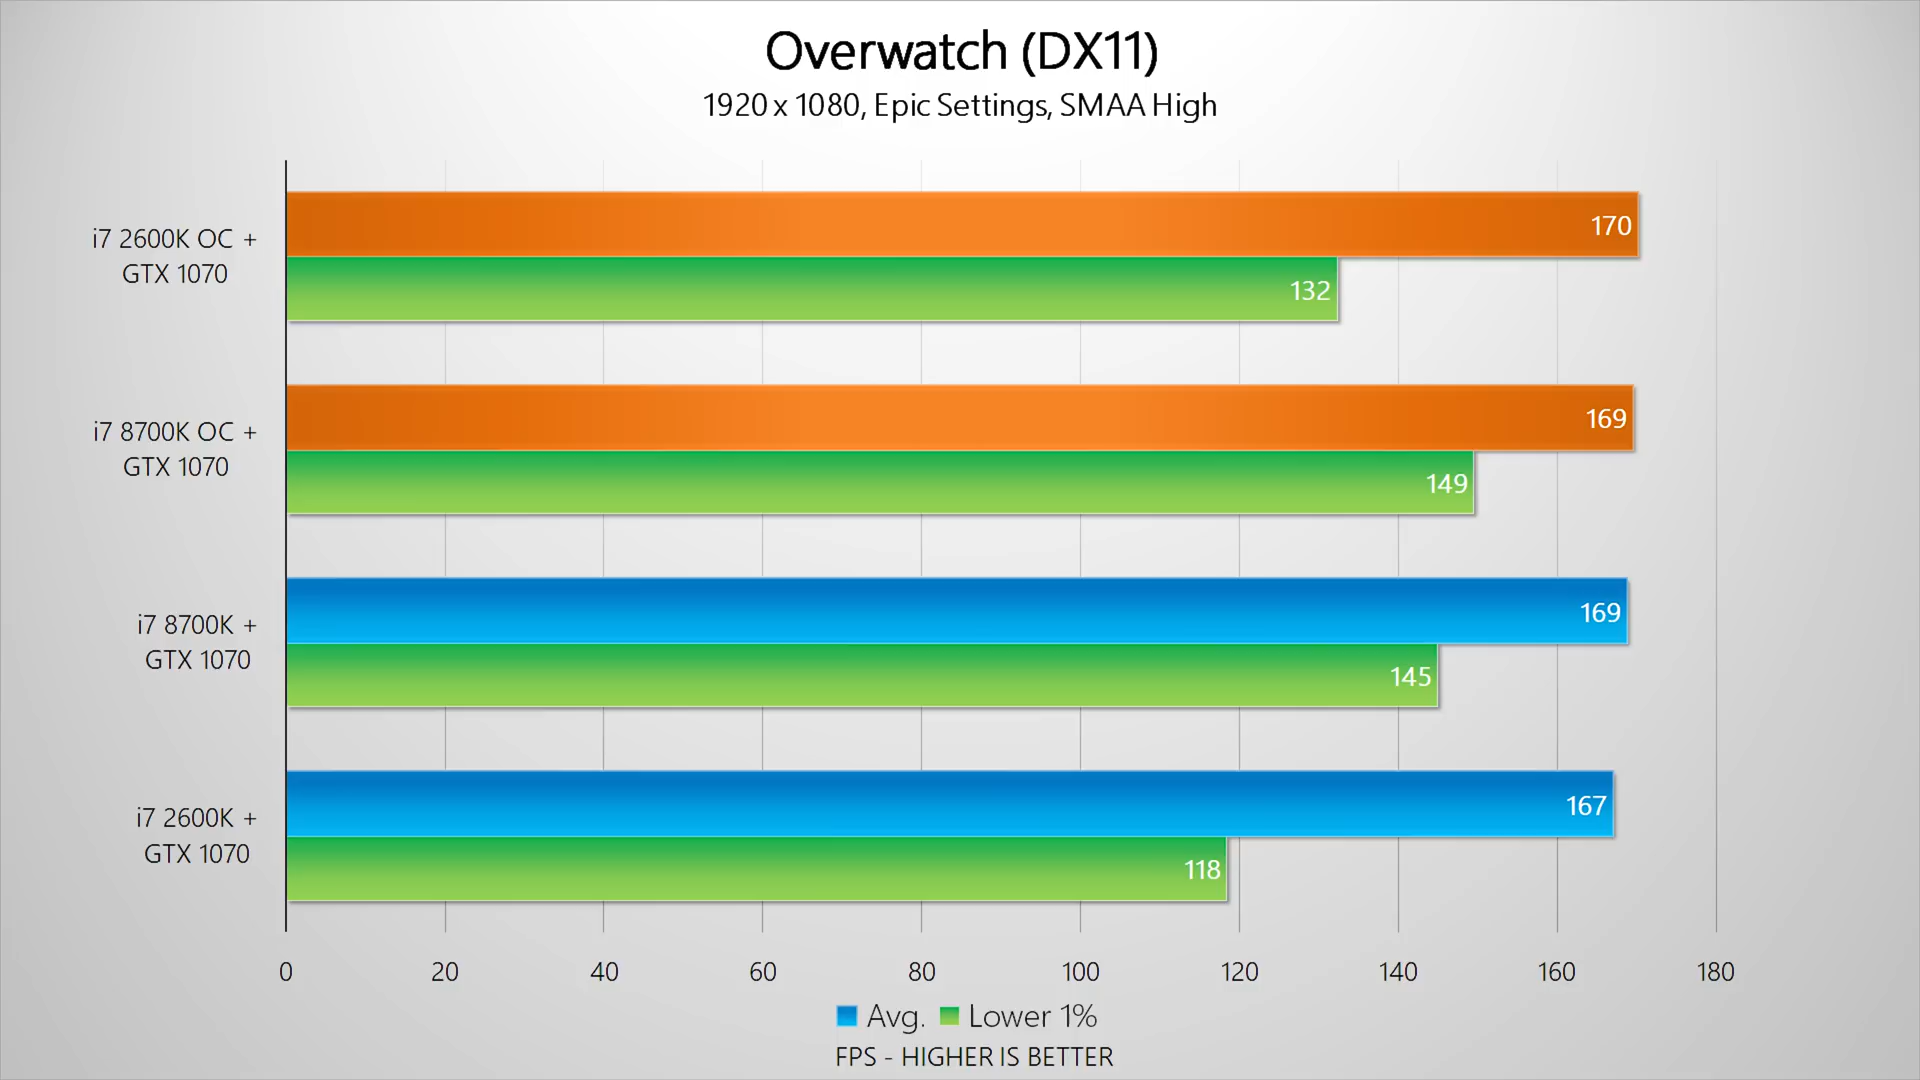 Overwatch (DX11)
1920 x 1080, Epic Settings, SMAA High
i7 2600K OC +
GTX 1070
170
132
i7 8700K OC +
GTX 1070
169
149
i7 8700K +
GTX 1070
169
145
i7 2600K +
GTX 1070
167
118
0 20 40 60 80 100 120 140 160 180
Avg. Lower 1%
FPS - HIGHER IS BETTER